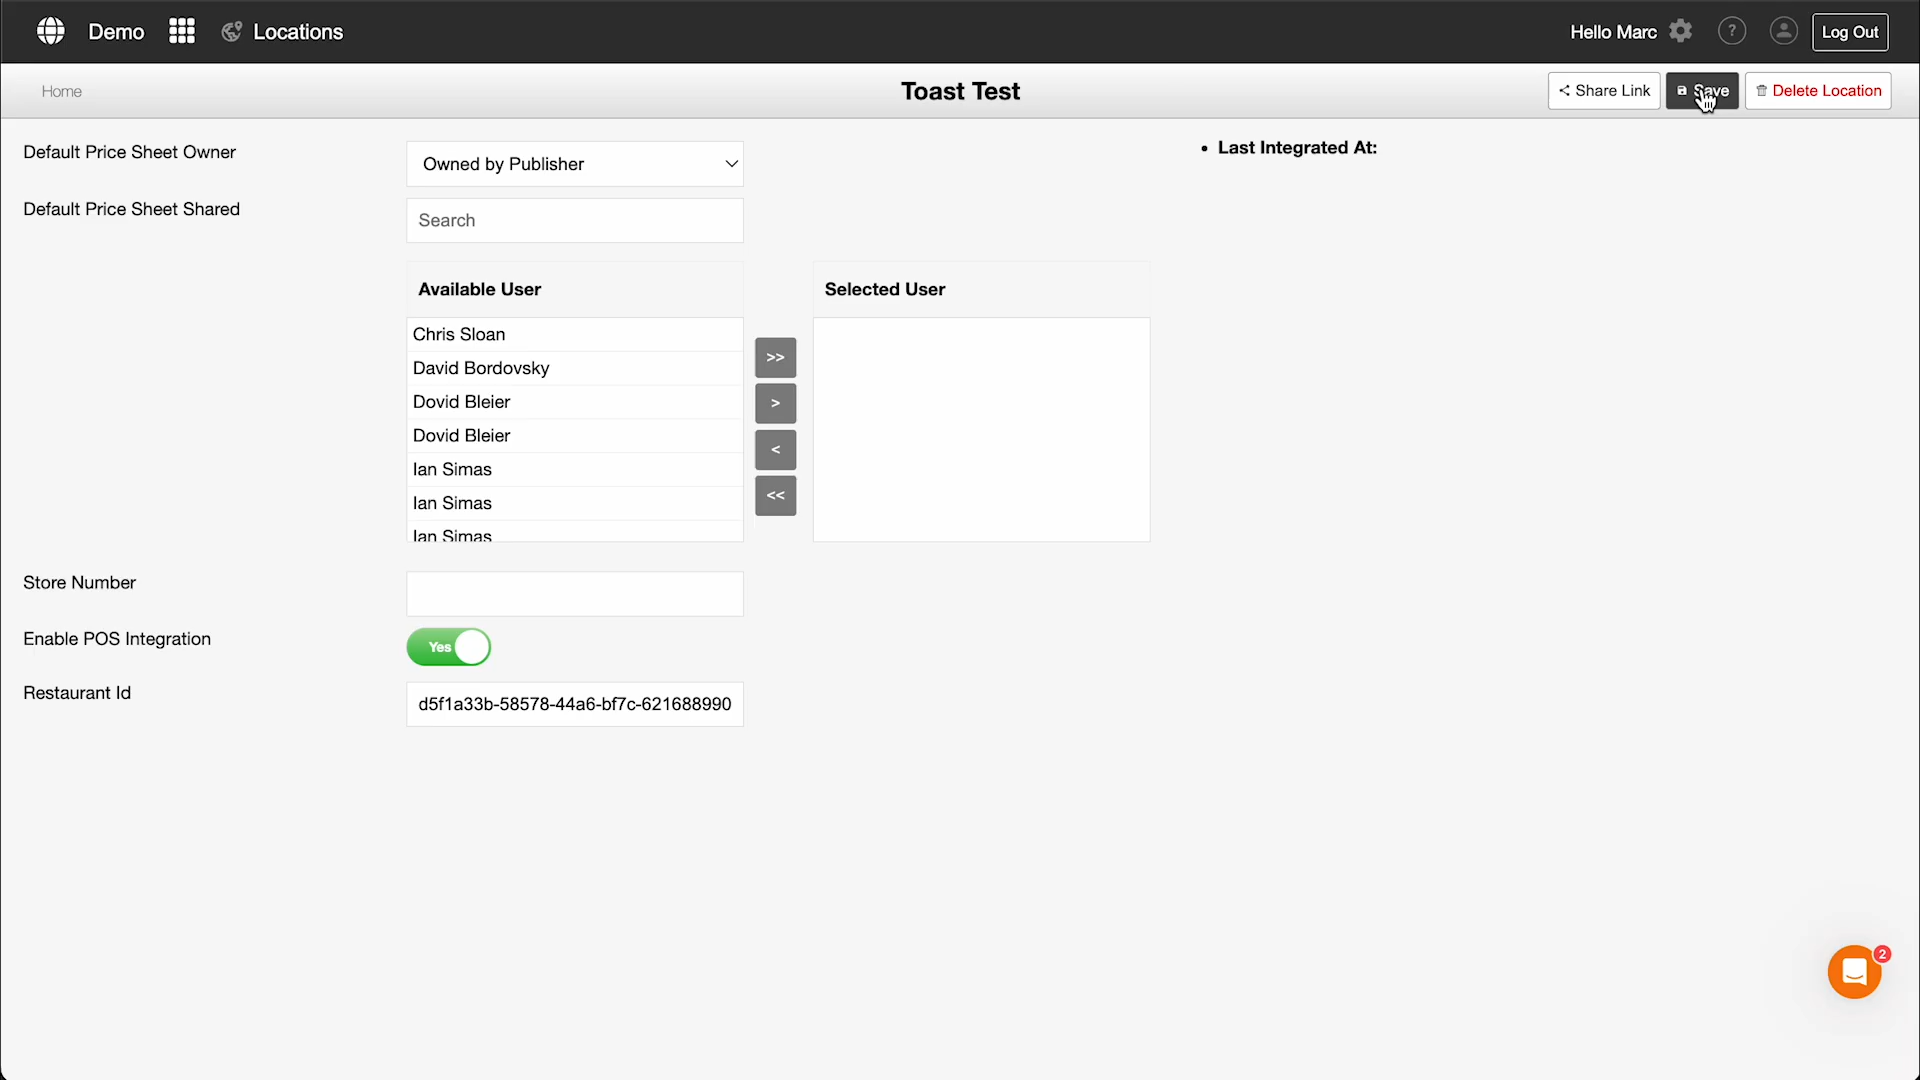 Demo
Locations
Hello Marc
?
Log Out
Home
Toast Test
Share Link
Save
Delete Location
Default Price Sheet Owner
Owned by Publisher
Last Integrated At:
Default Price Sheet Shared
Search
Available User
Selected User
Chris Sloan
David Bordovsky
Dovid Bleier
Dovid Bleier
Ian Simas
Ian Simas
Ian Simas
>>
>
<
<<
Store Number
Enable POS Integration
Yes
Restaurant Id
d5f1a33b-58578-44a6-bf7c-621688990
2